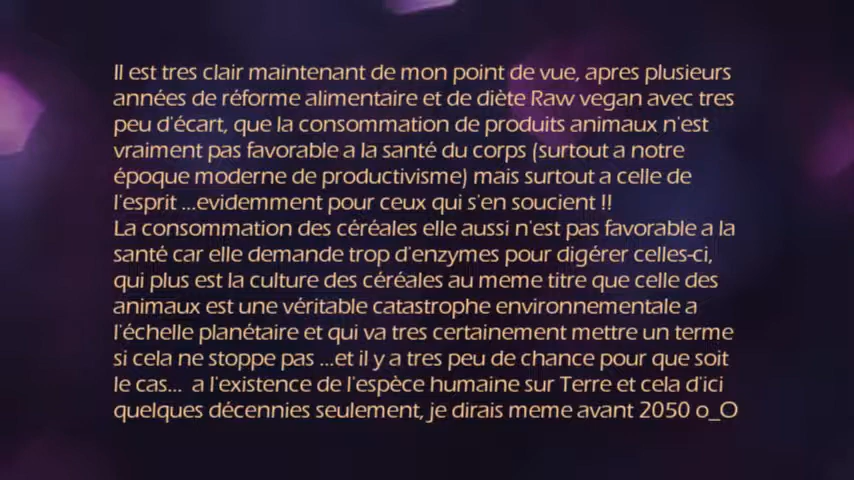 Il est tres clair maintenant de mon point de vue, apres plusieurs
années de réforme alimentaire et de diète Raw vegan avec tres
peu d'écart, que la consommation de produits animaux n'est
vraiment pas favorable a la santé du corps (surtout a notre
époque moderne de productivisme) mais surtout a celle de
l'esprit ...evidemment pour ceux qui s'en soucient !!
La consommation des céréales elle aussi n'est pas favorable a la
santé car elle demande trop d'enzymes pour digérer celles-ci,
qui plus est la culture des céréales au meme titre que celle des
animaux est une véritable catastrophe environnementale a
l'échelle planétaire et qui va tres certainement mettre un terme
si cela ne stoppe pas ...et il y a tres peu de chance pour que soit
le cas... a l'existence de l'espèce humaine sur Terre et cela d'ici
quelques décennies seulement, je dirais meme avant 2050 o_O